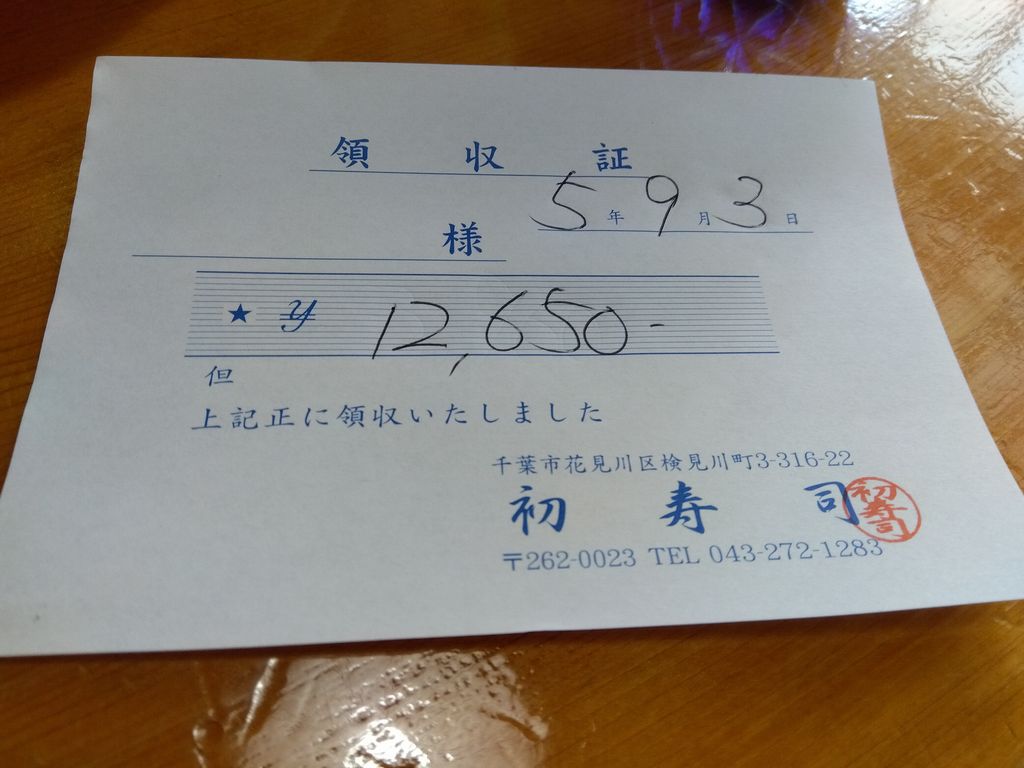 領収証
5年9月3日
様
★ ¥ 12,650-
但
上記正に領収いたしました
千葉市花見川区検見川町3-316-22
初寿司
初寿司
〒262-0023 TEL 043-272-1283